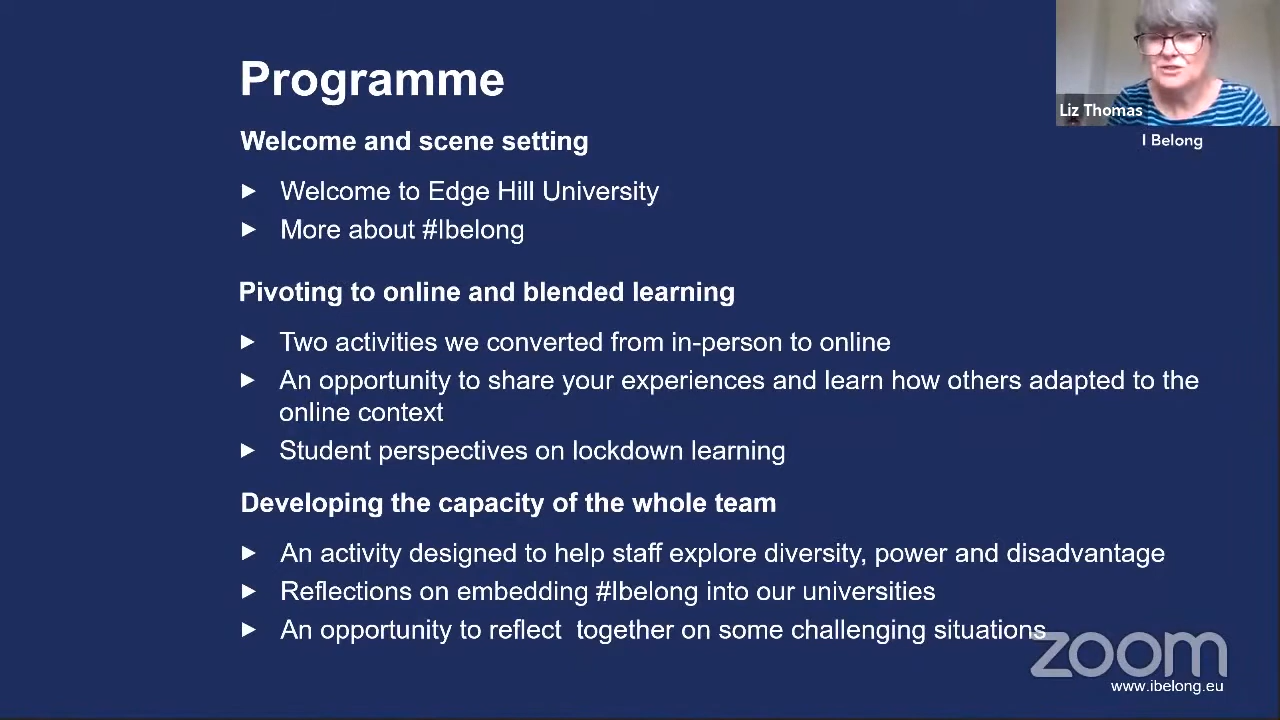 Programme
Liz Thomas
I Belong
Welcome and scene setting
Welcome to Edge Hill University
More about #Ibelong
Pivoting to online and blended learning
Two activities we converted from in-person to online
An opportunity to share your experiences and learn how others adapted to the
online context
Student perspectives on lockdown learning
Developing the capacity of the whole team
An activity designed to help staff explore diversity, power and disadvantage
Reflections on embedding #Ibelong into our universities
An opportunity to reflect together on some challenging situations
zoom
www.ibelong.eu